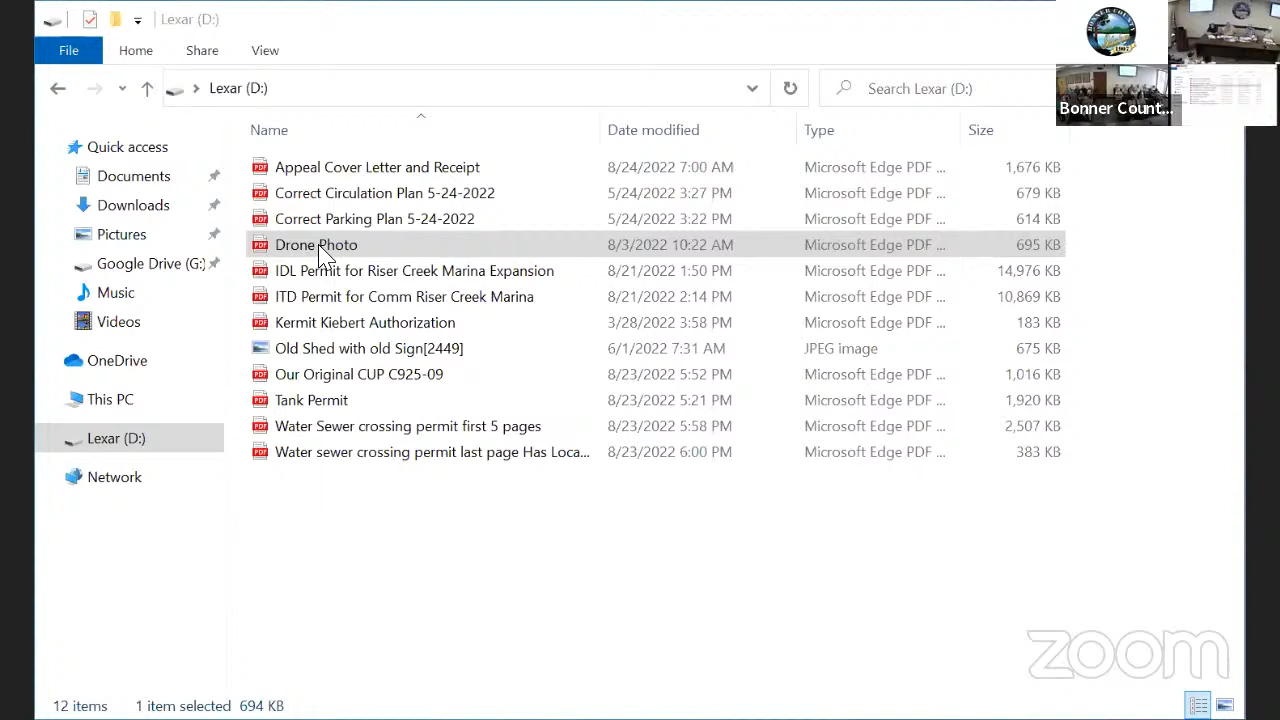 Lexar (D:)
File Home Share View
Lexar (D:) Search Lexar (D:)
BONNER COUNTY
1907
Bonner Count...
Name Date modified Type Size
Quick access
Documents
Downloads
Pictures
Google Drive (G:)
Music
Videos
OneDrive
This PC
Lexar (D:)
Network
Appeal Cover Letter and Receipt 8/24/2022 7:00 AM Microsoft Edge PDF ... 1,676 KB
Correct Circulation Plan 5-24-2022 5/24/2022 3:27 PM Microsoft Edge PDF ... 679 KB
Correct Parking Plan 5-24-2022 5/24/2022 3:22 PM Microsoft Edge PDF ... 614 KB
Drone Photo 8/3/2022 10:22 AM Microsoft Edge PDF ... 695 KB
IDL Permit for Riser Creek Marina Expansion 8/21/2022 1:50 PM Microsoft Edge PDF ... 14,976 KB
ITD Permit for Comm Riser Creek Marina 8/21/2022 2:14 PM Microsoft Edge PDF ... 10,869 KB
Kermit Kiebert Authorization 3/28/2022 3:58 PM Microsoft Edge PDF ... 183 KB
Old Shed with old Sign[2449] 6/1/2022 7:31 AM JPEG image 675 KB
Our Original CUP C925-09 8/23/2022 5:52 PM Microsoft Edge PDF ... 1,016 KB
Tank Permit 8/23/2022 5:21 PM Microsoft Edge PDF ... 1,920 KB
Water Sewer crossing permit first 5 pages 8/23/2022 5:58 PM Microsoft Edge PDF ... 2,507 KB
Water sewer crossing permit last page Has Loca... 8/23/2022 6:00 PM Microsoft Edge PDF ... 383 KB
zoom
12 items 1 item selected 694 KB